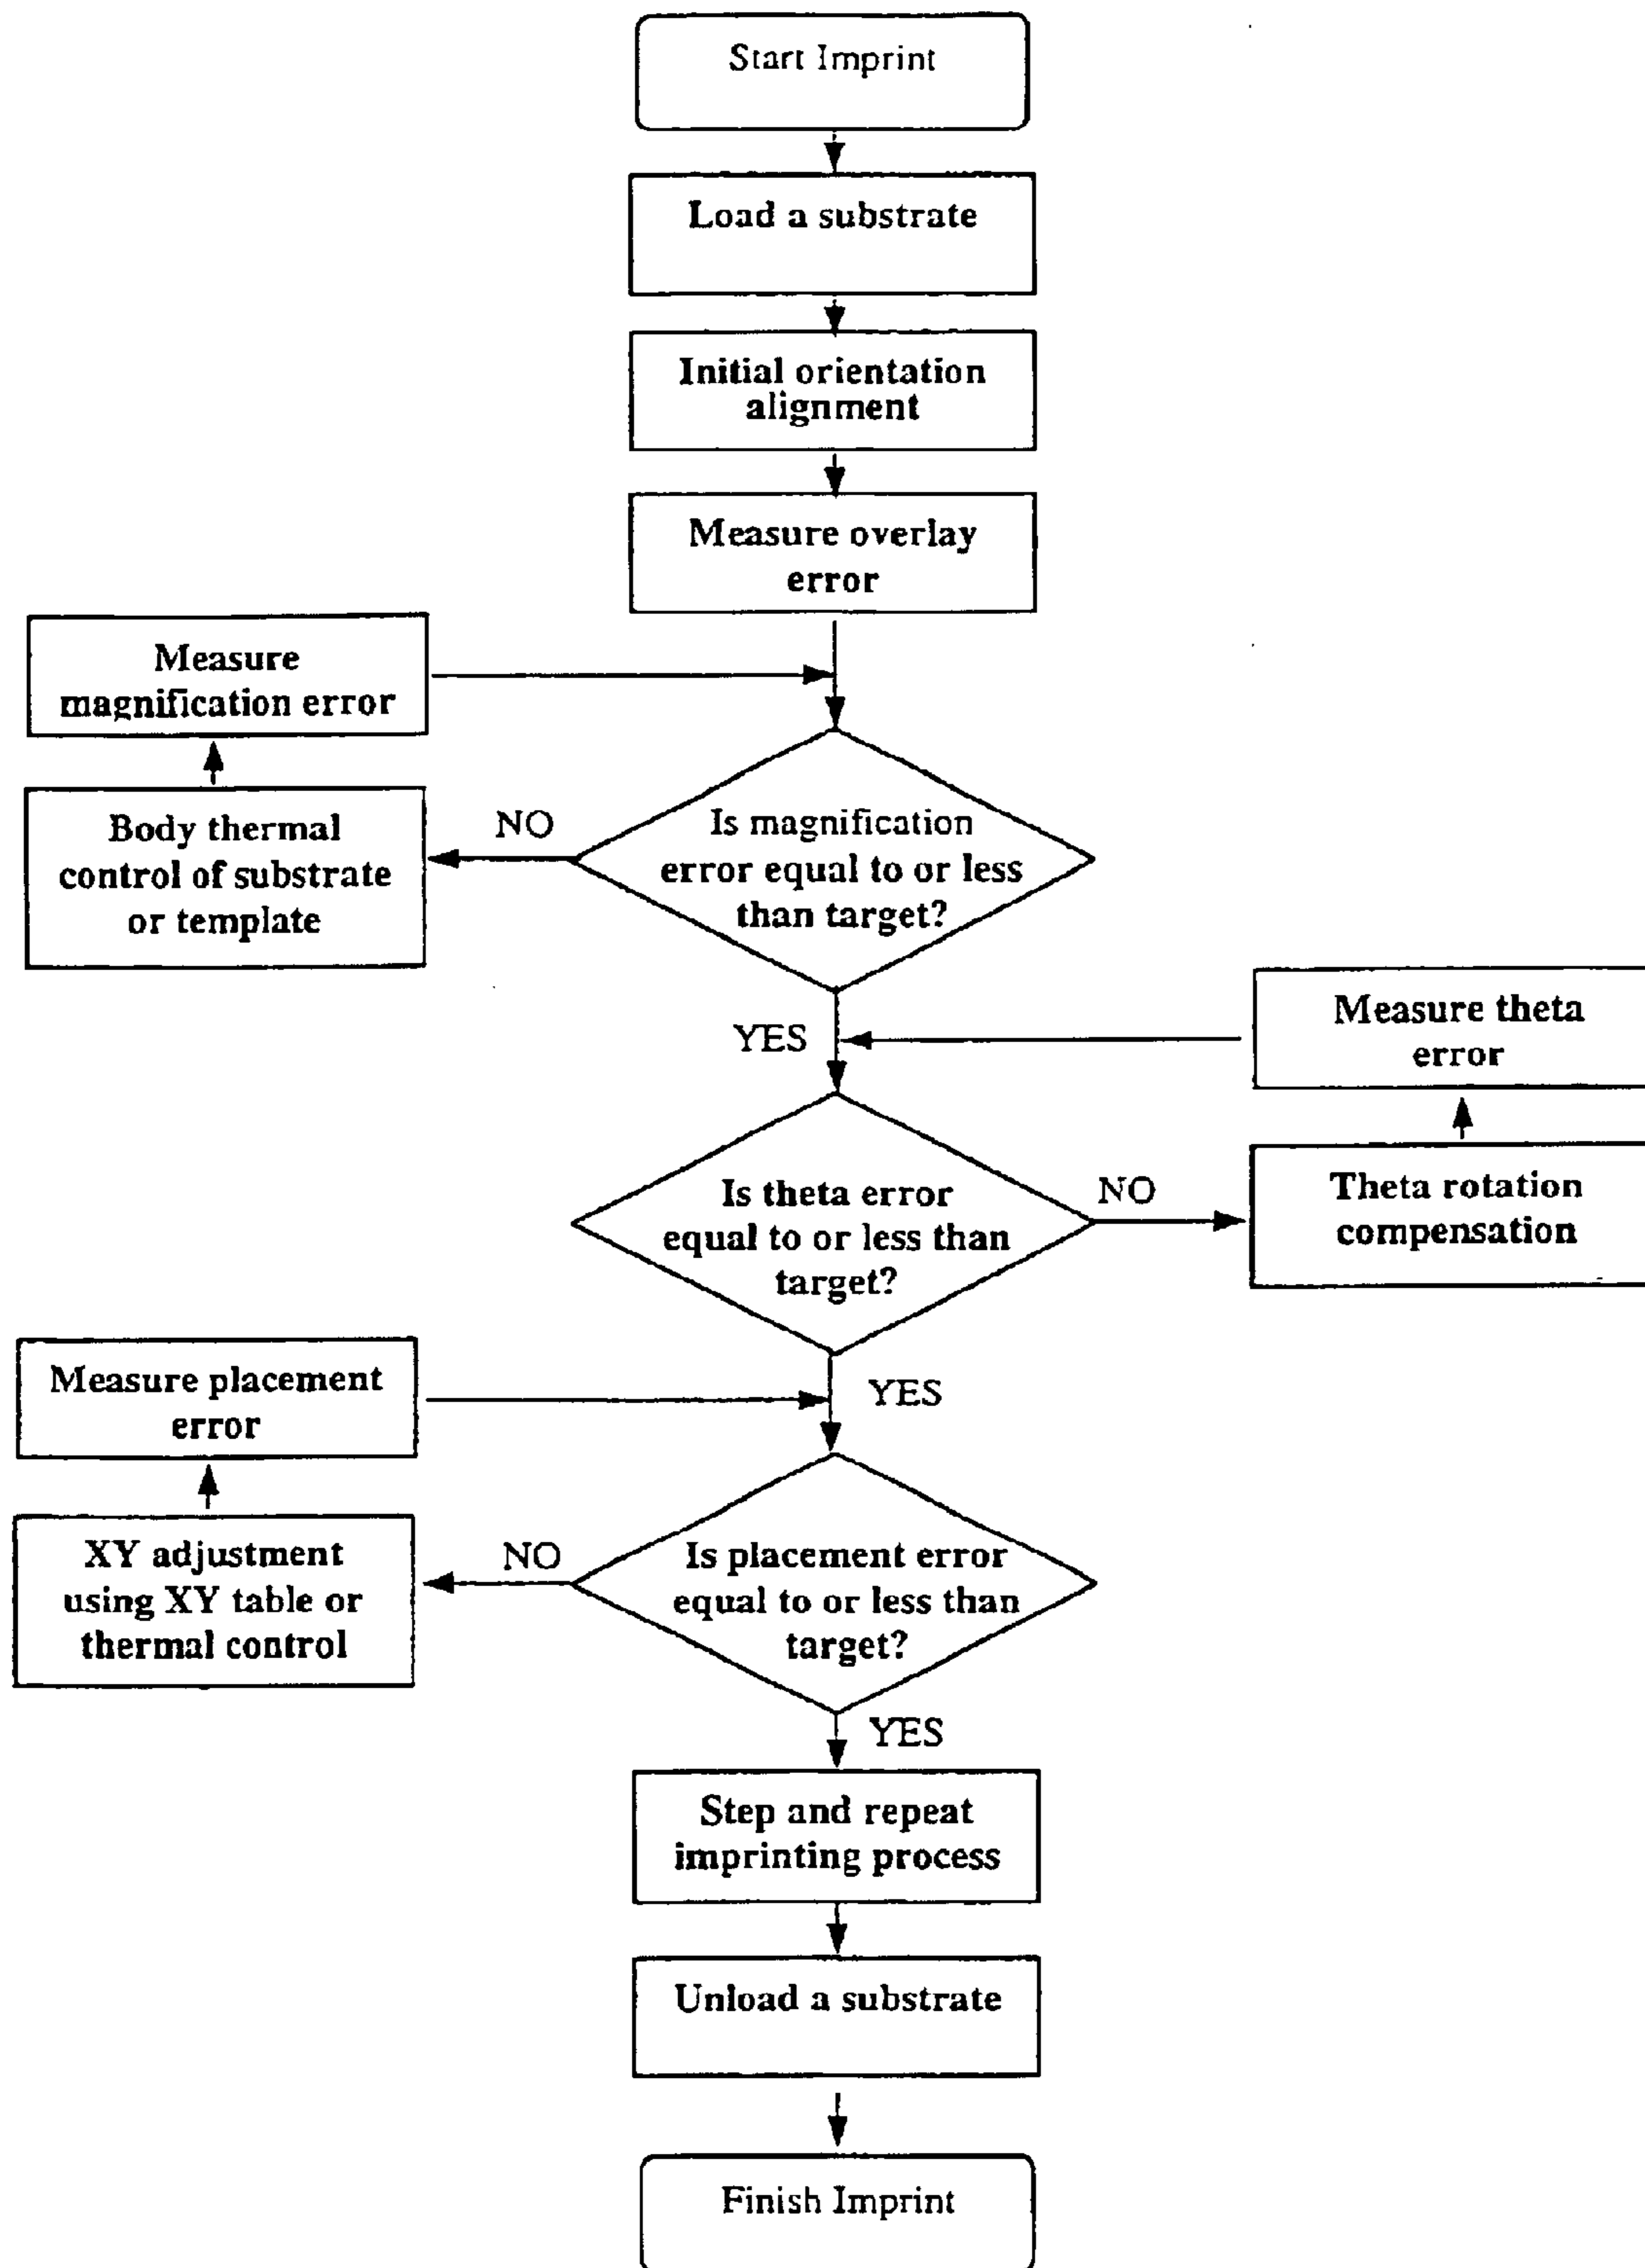 Start Imprint
Load a substrate
Initial orientation
alignment
Measure overlay
error
Measure
magnification error
Body thermal
control of substrate
or template
NO
Is magnification
error equal to or less
than target?
YES
Measure theta
error
Is theta error
equal to or less than
target?
NO
Theta rotation
compensation
Measure placement
error
YES
XY adjustment
using XY table or
thermal control
NO
Is placement error
equal to or less than
target?
YES
Step and repeat
imprinting process
Unload a substrate
Finish Imprint